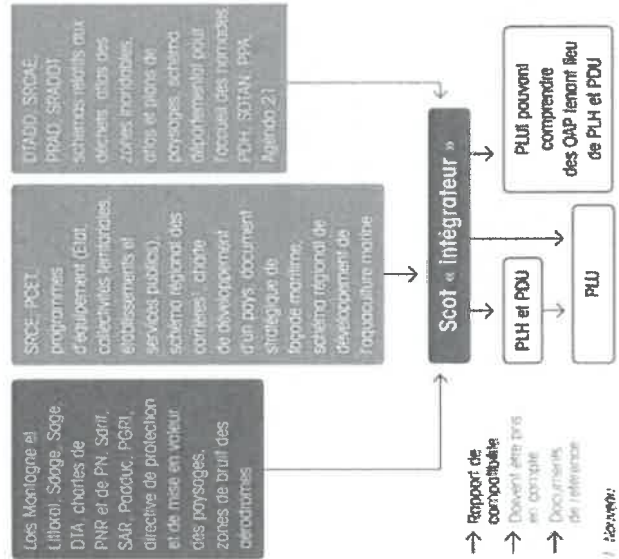 Lois Montagne et
Littoral, Sdage, Sage,
DTA, chartes de
PNR et de PN, Sdrif,
SAR, Padduc, PGRI,
directive de protection
et de mise en valeur
des paysages,
zones de bruit des
aérodromes
SRCE, PCET,
programmes
d'équipement (État,
collectivités territoriales,
établissements et
services publics),
schéma régional des
carrières, charte
de développement
d'un pays, document
stratégique de
façade maritime,
schéma régional de
développement de
l'aquaculture marine
DTADD, SRCAE,
PRAD, SRADDT,
schémas relatifs aux
déchets, atlas des
zones inondables,
atlas et plans de
paysages, schéma
départemental pour
l'accueil des nomades,
PDH, SDTAN, PPA,
Agenda 21
Scot « intégrateur »
PLH et PDU
PLU
PLUI pouvant
comprendre
des OAP tenant lieu
de PLH et PDU
Rapport de
compatibilité
Doivent être pris
en compte
Documents
de référence
Nouveau